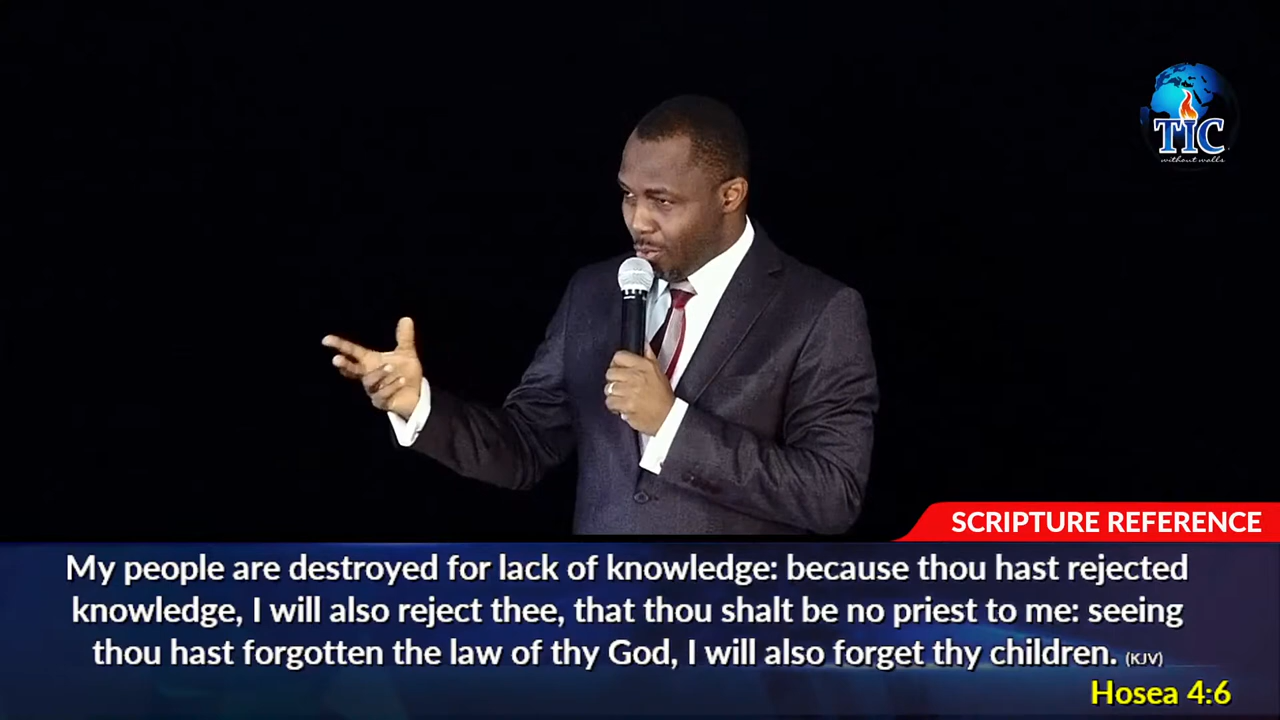 TIC
without walls
SCRIPTURE REFERENCE
My people are destroyed for lack of knowledge: because thou hast rejected
knowledge, I will also reject thee, that thou shalt be no priest to me: seeing
thou hast forgotten the law of thy God, I will also forget thy children. (KJV)
Hosea 4:6